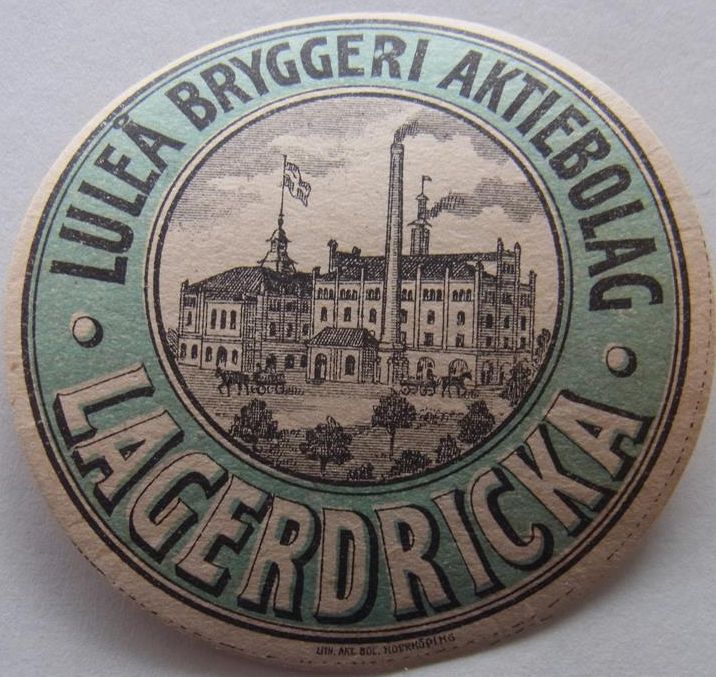 LULEÅ BRYGGERI AKTIEBOLAG
LAGERDRICKA
LITH. AKT. BOL. NORRKÖPING